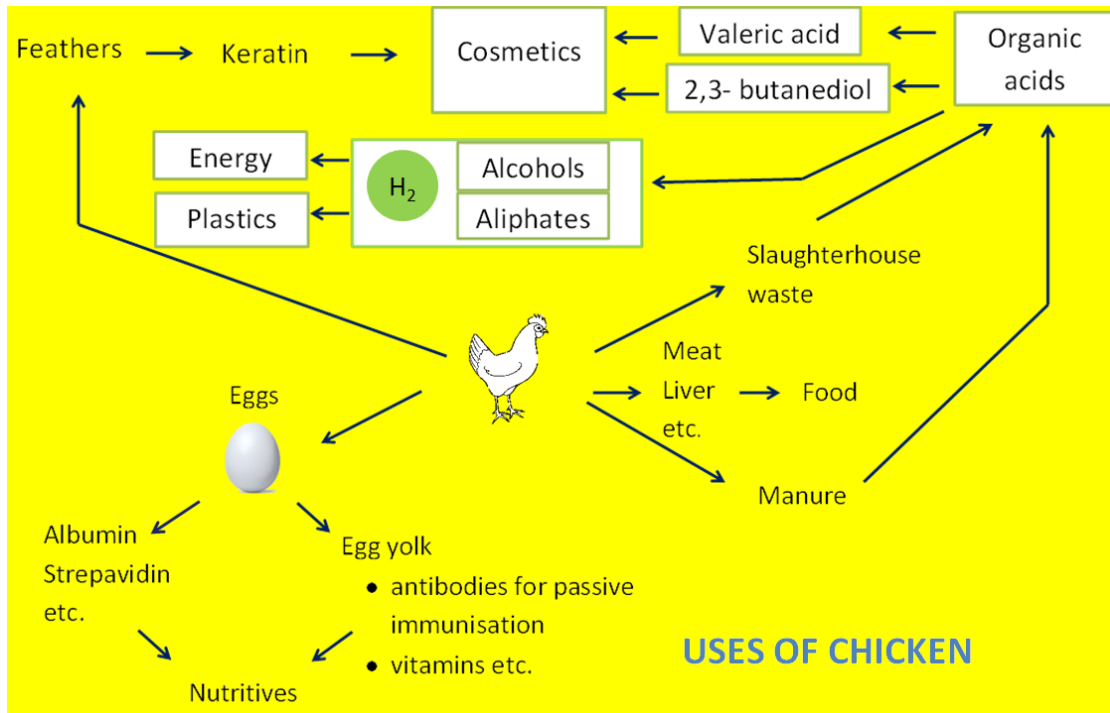 Feathers
Keratin
Cosmetics
Valeric acid
2,3- butanediol
Organic
acids
Energy
Plastics
H₂
Alcohols
Aliphates
Slaughterhouse
waste
Meat
Liver
etc.
Food
Manure
Eggs
Albumin
Strepavidin
etc.
Egg yolk
• antibodies for passive
immunisation
• vitamins etc.
Nutritives
USES OF CHICKEN